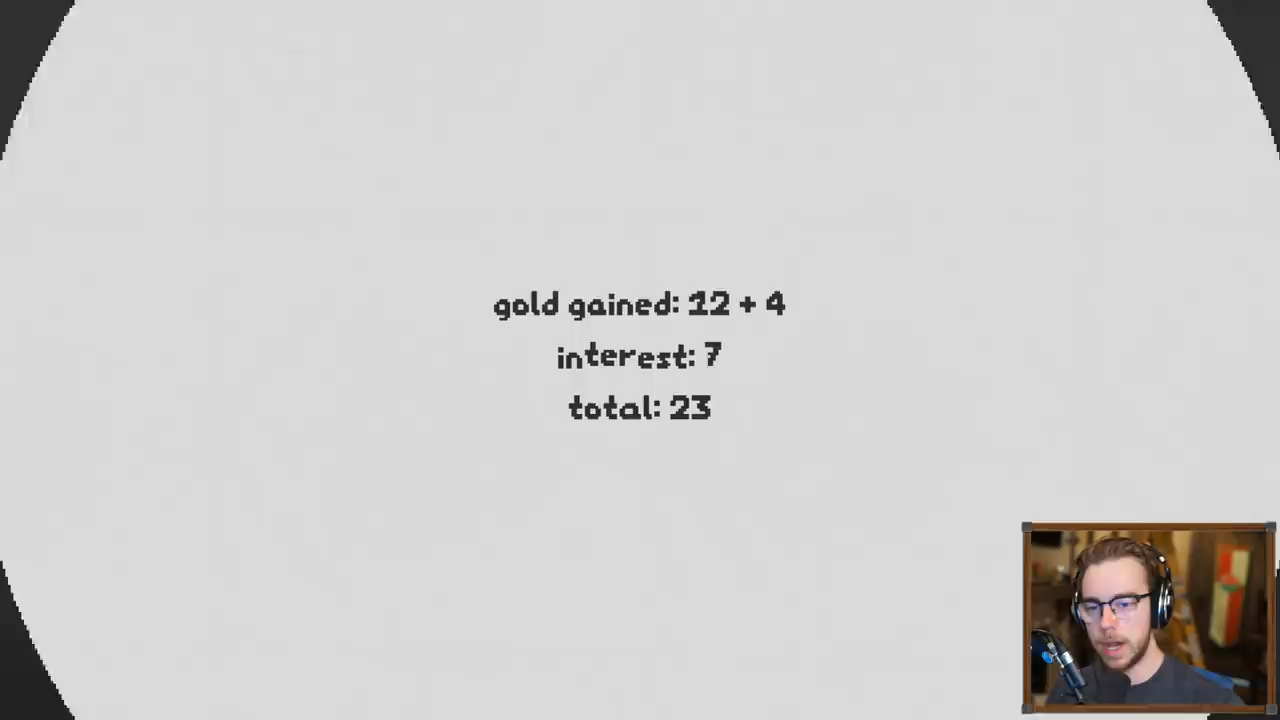 gold gained: 12 + 4
interest: 7
total: 23